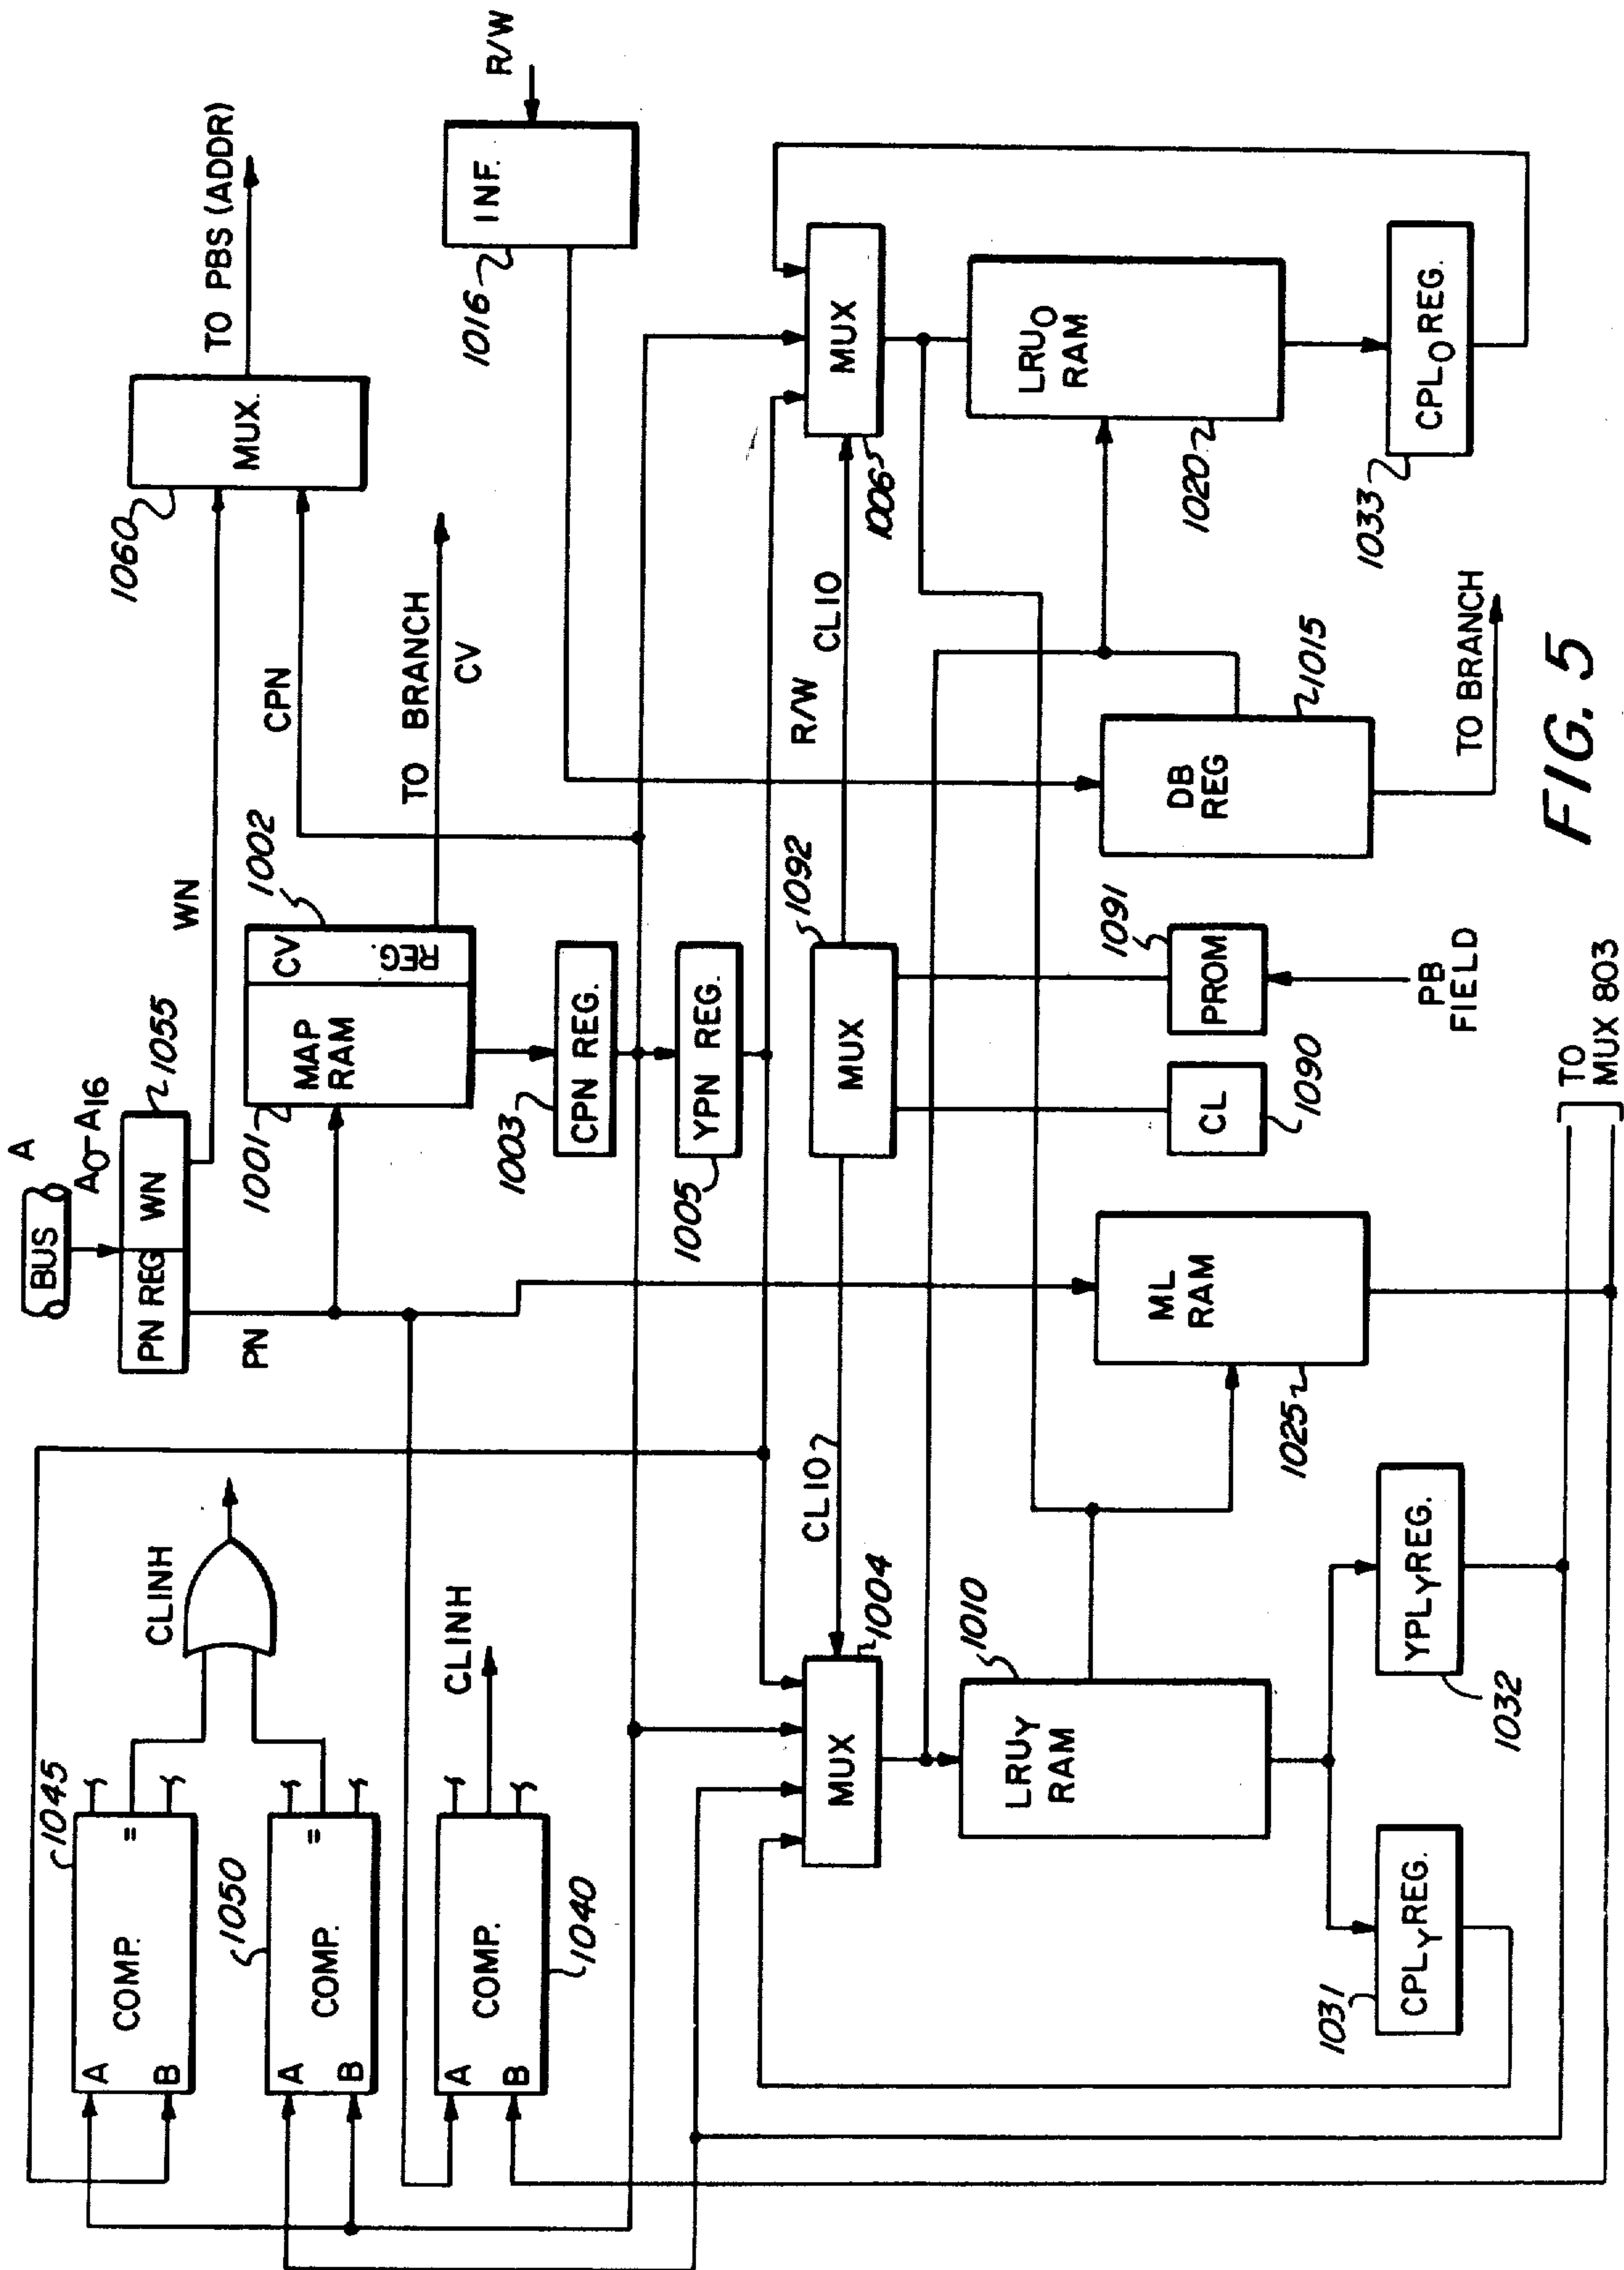 BUS
A
A0-A16
PN REG
WN
1055
PN
WN
MAP
RAM
CV
REG
1001
1002
TO BRANCH
CV
CPN
MUX.
1060
TO PBS (ADDR)
CPN REG.
1003
YPN REG.
1005
INF.
1016
R/W
COMP.
A
B
=
1045
COMP.
A
B
=
1050
CLINH
COMP.
A
B
1040
CLINH
MUX
1004
CL10
MUX
1092
R/W
CL10
MUX
1006
CL
1090
PROM
1091
PB
FIELD
LRUY
RAM
1010
ML
RAM
1025
DB
REG
1015
LRU0
RAM
1020
CPLY REG.
1031
YPLY REG.
1032
CPL0 REG.
1033
TO BRANCH
TO
MUX 803
FIG. 5